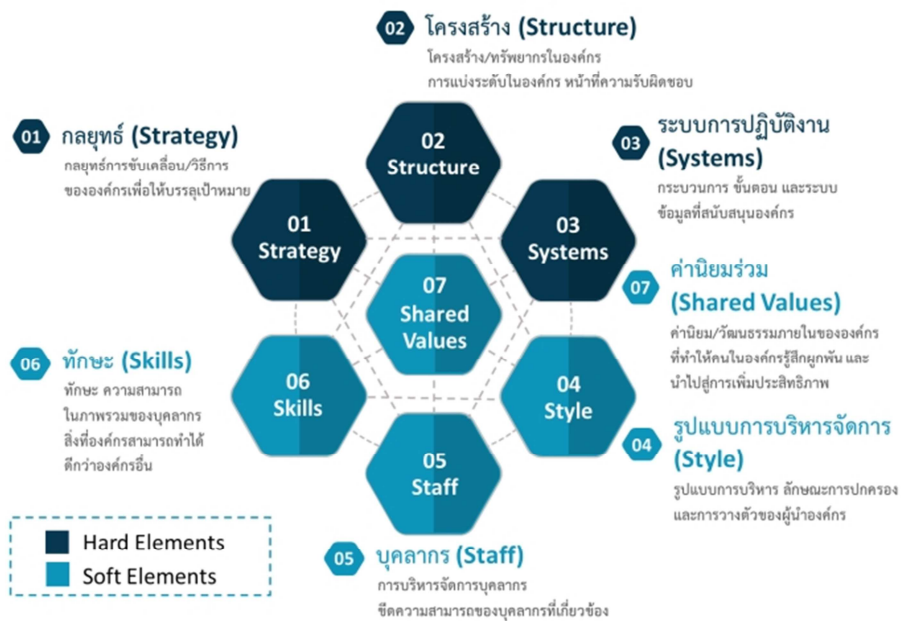 02 โครงสร้าง (Structure)
โครงสร้าง/ทรัพยากรในองค์กร
การแบ่งระดับในองค์กร หน้าที่ความรับผิดชอบ
01 กลยุทธ์ (Strategy)
กลยุทธ์การขับเคลื่อน/วิธีการ
ขององค์กรเพื่อให้บรรลุเป้าหมาย
03 ระบบการปฏิบัติงาน
(Systems)
กระบวนการ ขั้นตอน และระบบ
ข้อมูลที่สนับสนุนองค์กร
02
Structure
01
Strategy
03
Systems
07
Shared
Values
06
Skills
04
Style
05
Staff
07 ค่านิยมร่วม
(Shared Values)
ค่านิยม/วัฒนธรรมภายในขององค์กร
ที่ทำให้คนในองค์กรรู้สึกผูกพัน และ
นำไปสู่การเพิ่มประสิทธิภาพ
06 ทักษะ (Skills)
ทักษะ ความสามารถ
ในภาพรวมของบุคลากร
สิ่งที่องค์กรสามารถทำได้
ดีกว่าองค์กรอื่น
04 รูปแบบการบริหารจัดการ
(Style)
รูปแบบการบริหาร ลักษณะการปกครอง
และการวางตัวของผู้นำองค์กร
Hard Elements
Soft Elements
05 บุคลากร (Staff)
การบริหารจัดการบุคลากร
ขีดความสามารถของบุคลากรที่เกี่ยวข้อง